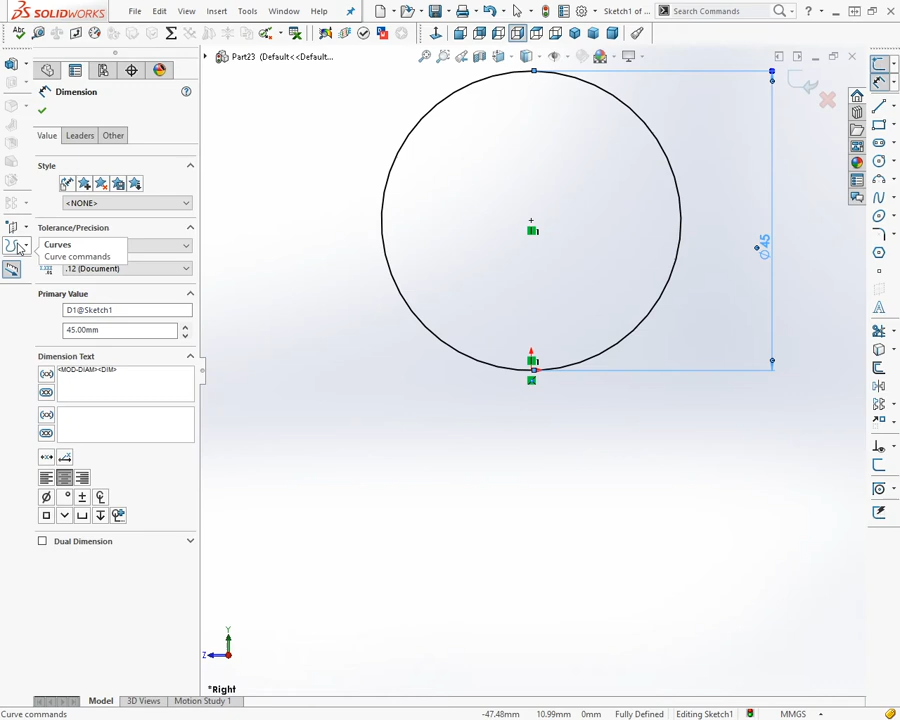 SOLIDWORKS
File
Edit
View
Insert
Tools
Window
Help
Sketch1 of ...
Search Commands
Part23 (Default<<Default...
Dimension
Value
Leaders
Other
Style
<NONE>
Tolerance/Precision
Curves
Curve commands
.12 (Document)
Primary Value
D1@Sketch1
45.00mm
Dimension Text
<MOD-DIAM><DIM>
Dual Dimension
⌀45
1
1
Y
Z
*Right
Model
3D Views
Motion Study 1
Curve commands
-47.48mm
10.99mm
0mm
Fully Defined
Editing Sketch1
MMGS